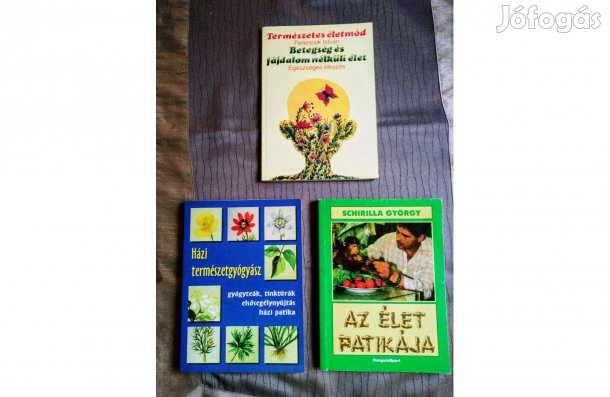 Jófogás
Természetes életmód
Ferencsik István
Betegség és
fájdalom nélküli élet
Egészséges étkezés
Házi
természetgyógyász
gyógyteák, tinktúrák
elsősegélynyújtás
házi patika
SCHIRILLA GYÖRGY
AZ ÉLET
PATIKÁJA
HungariaSport